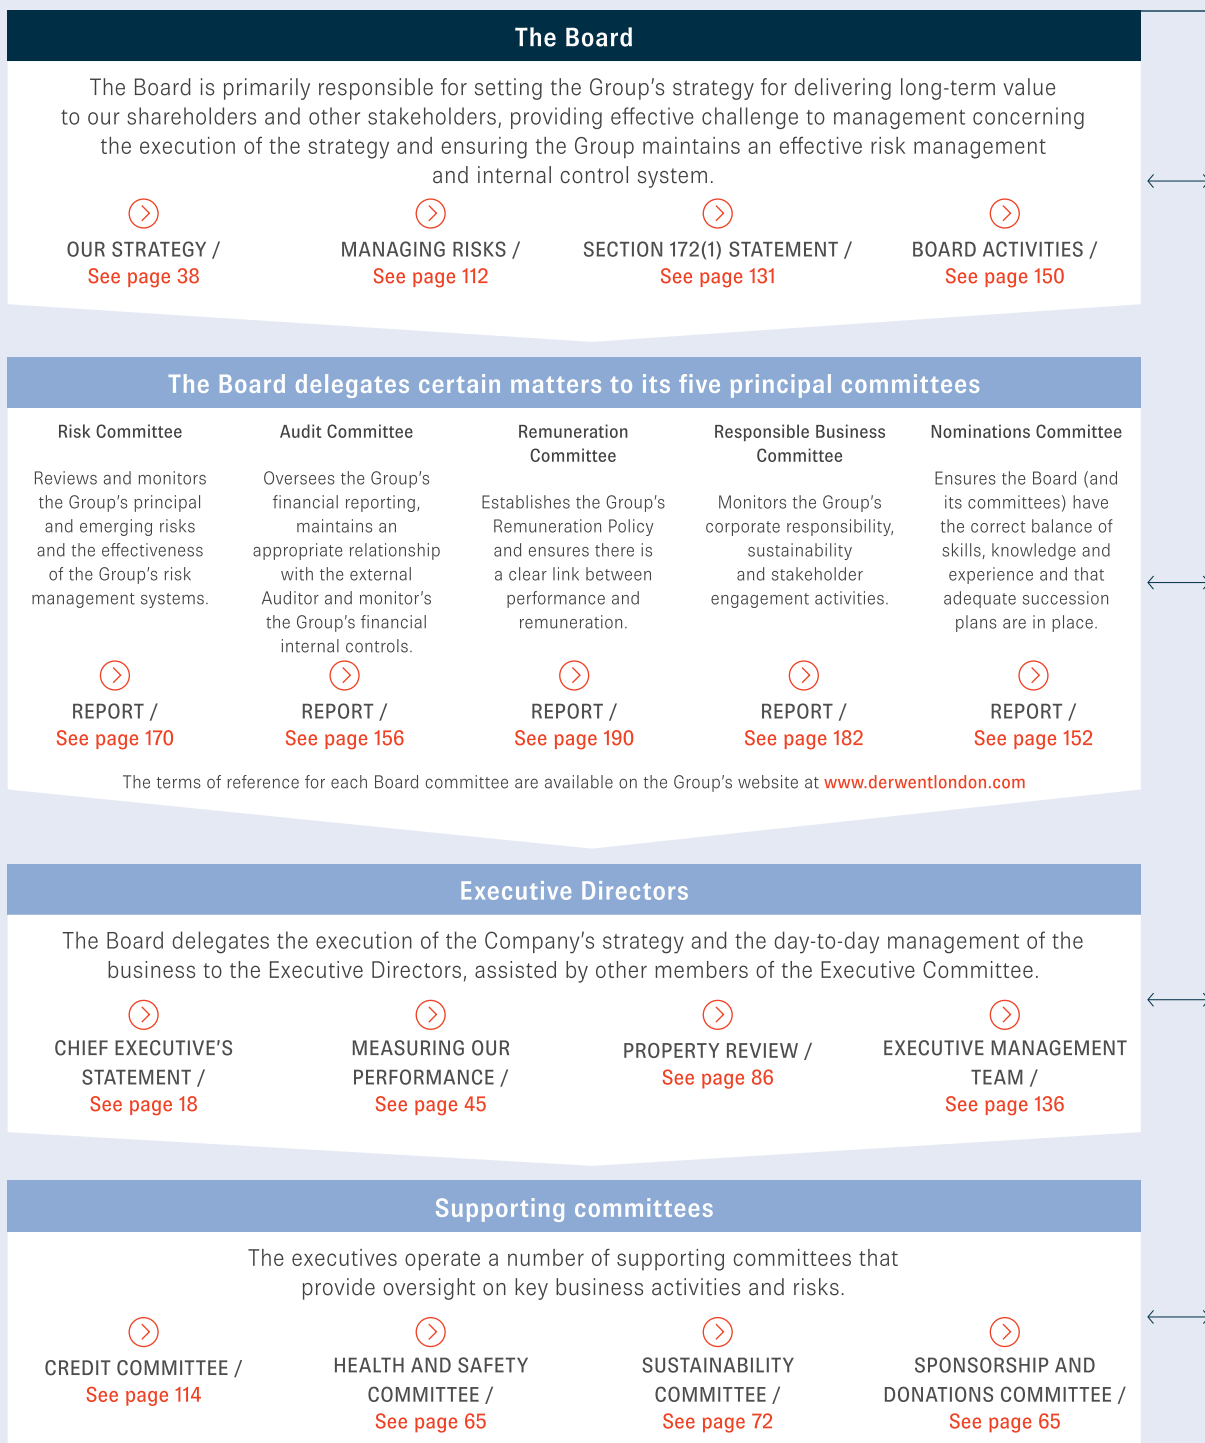 The Board
The Board is primarily responsible for setting the Group's strategy for delivering long-term value
to our shareholders and other stakeholders, providing effective challenge to management concerning
the execution of the strategy and ensuring the Group maintains an effective risk management
and internal control system.
OUR STRATEGY /
See page 38
MANAGING RISKS /
See page 112
SECTION 172(1) STATEMENT /
See page 131
BOARD ACTIVITIES /
See page 150
The Board delegates certain matters to its five principal committees
Risk Committee
Reviews and monitors
the Group's principal
and emerging risks
and the effectiveness
of the Group's risk
management systems.
REPORT /
See page 170
Audit Committee
Oversees the Group's
financial reporting,
maintains an
appropriate relationship
with the external
Auditor and monitor's
the Group's financial
internal controls.
REPORT /
See page 156
Remuneration
Committee
Establishes the Group's
Remuneration Policy
and ensures there is
a clear link between
performance and
remuneration.
REPORT /
See page 190
Responsible Business
Committee
Monitors the Group's
corporate responsibility,
sustainability
and stakeholder
engagement activities.
REPORT /
See page 182
Nominations Committee
Ensures the Board (and
its committees) have
the correct balance of
skills, knowledge and
experience and that
adequate succession
plans are in place.
REPORT /
See page 152
The terms of reference for each Board committee are available on the Group's website at www.derwentlondon.com
Executive Directors
The Board delegates the execution of the Company's strategy and the day-to-day management of the
business to the Executive Directors, assisted by other members of the Executive Committee.
CHIEF EXECUTIVE'S
STATEMENT /
See page 18
MEASURING OUR
PERFORMANCE /
See page 45
PROPERTY REVIEW /
See page 86
EXECUTIVE MANAGEMENT
TEAM /
See page 136
Supporting committees
The executives operate a number of supporting committees that
provide oversight on key business activities and risks.
CREDIT COMMITTEE /
See page 114
HEALTH AND SAFETY
COMMITTEE /
See page 65
SUSTAINABILITY
COMMITTEE /
See page 72
SPONSORSHIP AND
DONATIONS COMMITTEE /
See page 65